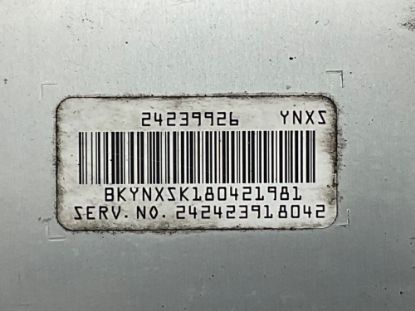 24239926 YNXS
BKYNXSK180421981
SERV. NO. 242423918042